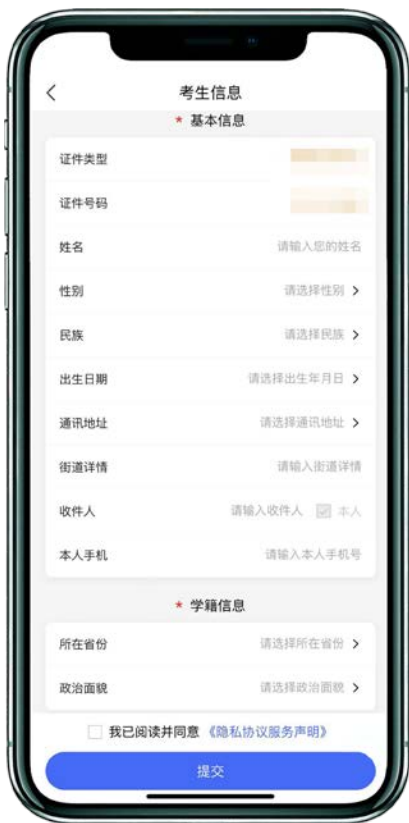 考生信息
* 基本信息
证件类型
证件号码
姓名 请输入您的姓名
性别 请选择性别 >
民族 请选择民族 >
出生日期 请选择出生年月日 >
通讯地址 请选择通讯地址 >
街道详情 请输入街道详情
收件人 请输入收件人 本人
本人手机 请输入本人手机号
* 学籍信息
所在省份 请选择所在省份 >
政治面貌 请选择政治面貌 >
我已阅读并同意 《隐私协议服务声明》
提交